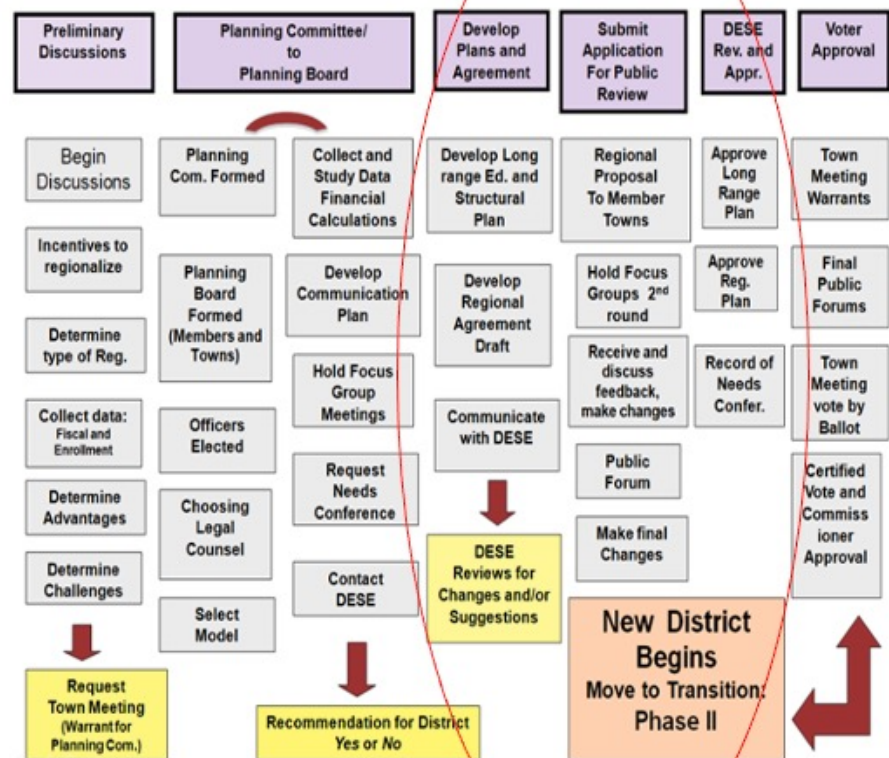 Preliminary
Discussions
Planning Committee/
to
Planning Board
Develop
Plans and
Agreement
Submit
Application
For Public
Review
DESE
Rev. and
Appr.
Voter
Approval
Begin
Discussions
Incentives to
regionalize
Determine
type of Reg.
Collect data:
Fiscal and
Enrollment
Determine
Advantages
Determine
Challenges
Request
Town Meeting
(Warrant for
Planning Com.)
Planning
Com. Formed
Planning
Board
Formed
(Members and
Towns)
Officers
Elected
Choosing
Legal
Counsel
Select
Model
Collect and
Study Data
Financial
Calculations
Develop
Communication
Plan
Hold Focus
Group
Meetings
Request
Needs
Conference
Contact
DESE
Recommendation for District
Yes or No
Develop Long
range Ed. and
Structural
Plan
Develop
Regional
Agreement
Draft
Communicate
with DESE
DESE
Reviews for
Changes and/or
Suggestions
Regional
Proposal
To Member
Towns
Hold Focus
Groups 2nd
round
Receive and
discuss
feedback,
make changes
Public
Forum
Make final
Changes
New District
Begins
Move to Transition:
Phase II
Approve
Long
Range
Plan
Approve
Reg.
Plan
Record of
Needs
Confer.
Town
Meeting
Warrants
Final
Public
Forums
Town
Meeting
vote by
Ballot
Certified
Vote and
Commiss
ioner
Approval